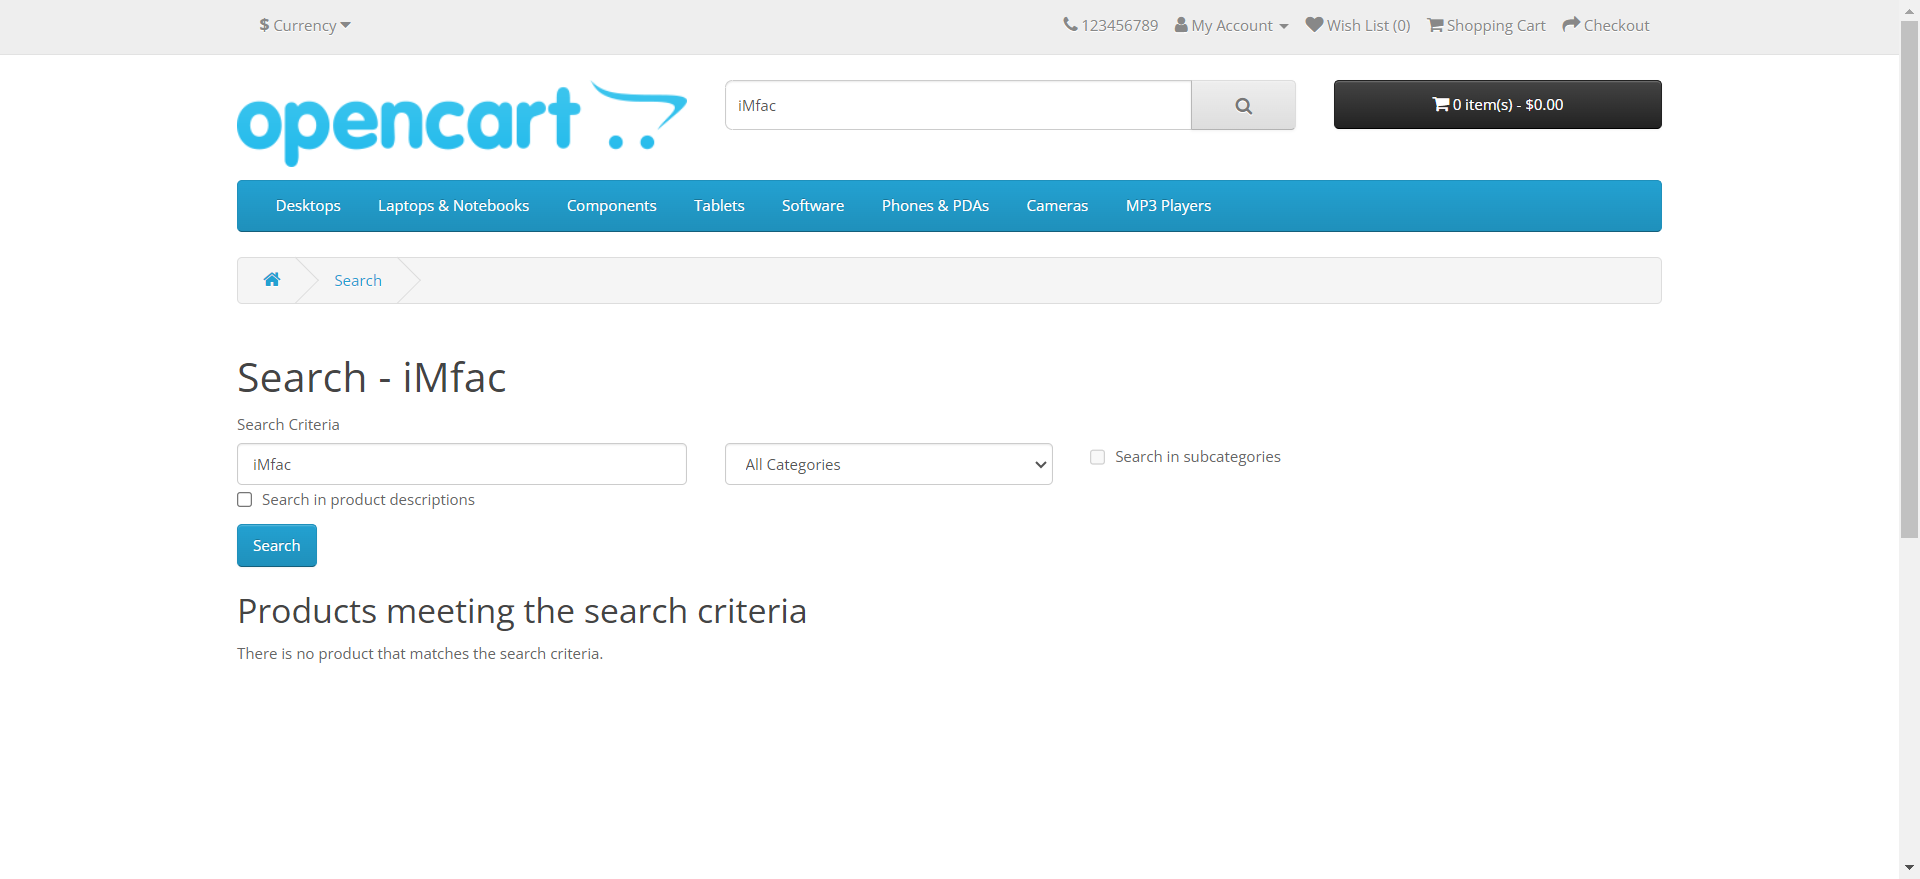 $ Currency
123456789 My Account Wish List (0) Shopping Cart Checkout
opencart
iMfac
0 item(s) - $0.00
Desktops Laptops & Notebooks Components Tablets Software Phones & PDAs Cameras MP3 Players
Search
Search - iMfac
Search Criteria
iMfac
All Categories
Search in subcategories
Search in product descriptions
Search
Products meeting the search criteria
There is no product that matches the search criteria.